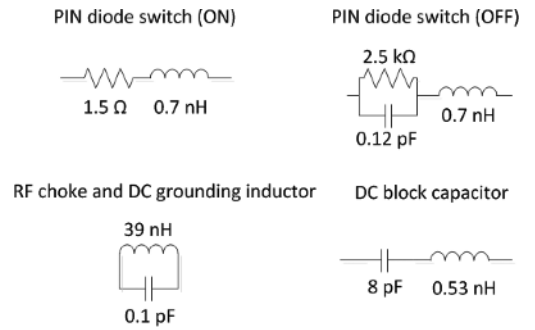 PIN diode switch (ON)
PIN diode switch (OFF)
1.5 Ω 0.7 nH
2.5 kΩ
0.12 pF
0.7 nH
RF choke and DC grounding inductor
DC block capacitor
39 nH
0.1 pF
8 pF 0.53 nH